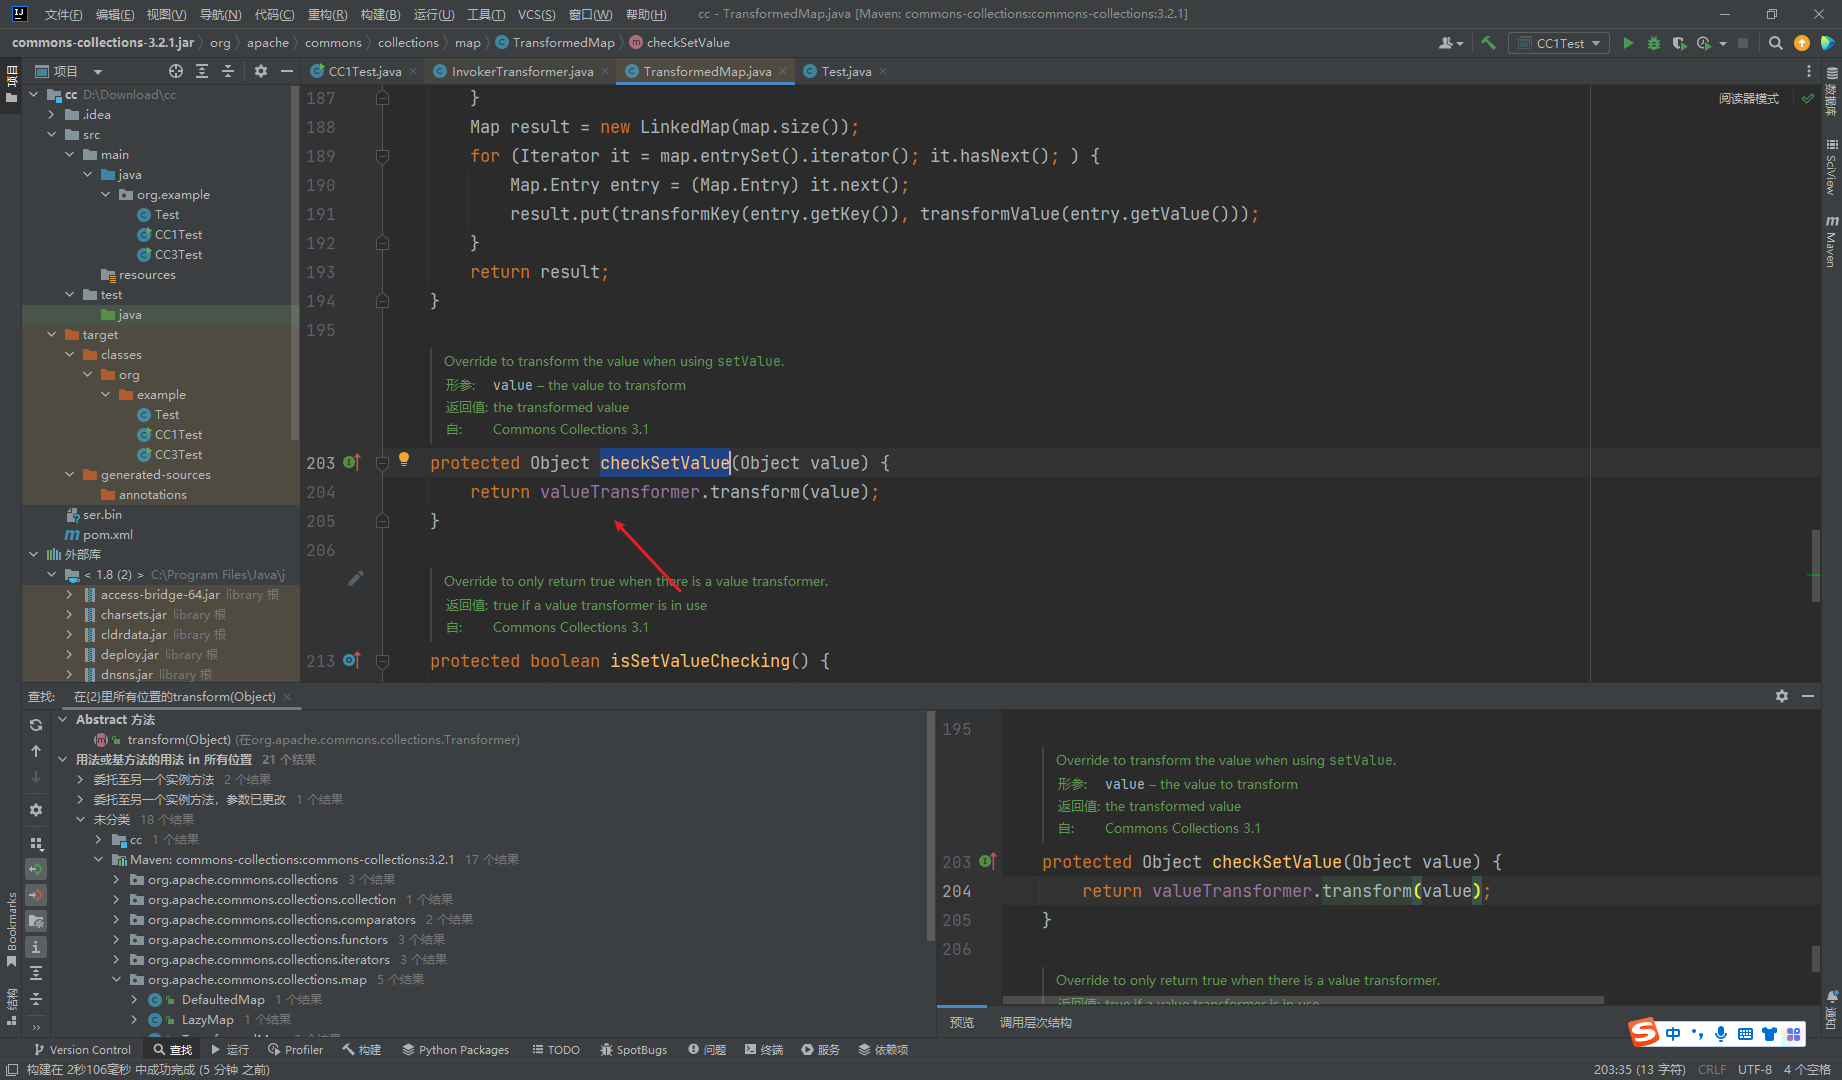 文件(F) 编辑(E) 视图(V) 导航(N) 代码(C) 重构(R) 构建(B) 运行(U) 工具(T) VCS(S) 窗口(W) 帮助(H) cc - TransformedMap.java [Maven: commons-collections:commons-collections:3.2.1]
commons-collections-3.2.1.jar org apache commons collections map TransformedMap checkSetValue CC1Test
项目
CC1Test.java InvokerTransformer.java TransformedMap.java Test.java
cc D:\Download\cc
.idea
src
main
java
org.example
Test
CC1Test
CC3Test
resources
test
java
target
classes
org
example
Test
CC1Test
CC3Test
generated-sources
annotations
ser.bin
pom.xml
外部库
< 1.8 (2) > C:\Program Files\Java\j
access-bridge-64.jar library 根
charsets.jar library 根
cldrdata.jar library 根
deploy.jar library 根
dnsns.jar library 根
阅读器模式
187 }
188 Map result = new LinkedMap(map.size());
189 for (Iterator it = map.entrySet().iterator(); it.hasNext(); ) {
190 Map.Entry entry = (Map.Entry) it.next();
191 result.put(transformKey(entry.getKey()), transformValue(entry.getValue()));
192 }
193 return result;
194 }
195
Override to transform the value when using setValue.
形参: value – the value to transform
返回值: the transformed value
自: Commons Collections 3.1
203 protected Object checkSetValue(Object value) {
204 return valueTransformer.transform(value);
205 }
206
Override to only return true when there is a value transformer.
返回值: true if a value transformer is in use
自: Commons Collections 3.1
213 protected boolean isSetValueChecking() {
项目
Bookmarks
结构
数据库
SciView
Maven
通知
查找: 在{2}里所有位置的transform(Object)
Abstract 方法
transform(Object) (在org.apache.commons.collections.Transformer)
用法或基方法的用法 in 所有位置 21 个结果
委托至另一个实例方法 2 个结果
委托至另一个实例方法, 参数已更改 1 个结果
未分类 18 个结果
cc 1 个结果
Maven: commons-collections:commons-collections:3.2.1 17 个结果
org.apache.commons.collections 3 个结果
org.apache.commons.collections.collection 1 个结果
org.apache.commons.collections.comparators 2 个结果
org.apache.commons.collections.functors 3 个结果
org.apache.commons.collections.iterators 3 个结果
org.apache.commons.collections.map 5 个结果
DefaultedMap 1 个结果
LazyMap 1 个结果
195
Override to transform the value when using setValue.
形参: value – the value to transform
返回值: the transformed value
自: Commons Collections 3.1
203 protected Object checkSetValue(Object value) {
204 return valueTransformer.transform(value);
205 }
206
Override to only return true when there is a value transformer.
返回值: true if a value transformer is in use
预览 调用层次结构
中
Version Control 查找 运行 Profiler 构建 Python Packages TODO SpotBugs 问题 终端 服务 依赖项
构建在 2秒106毫秒 中成功完成 (5 分钟 之前) 203:35 (13 字符) CRLF UTF-8 4 个空格